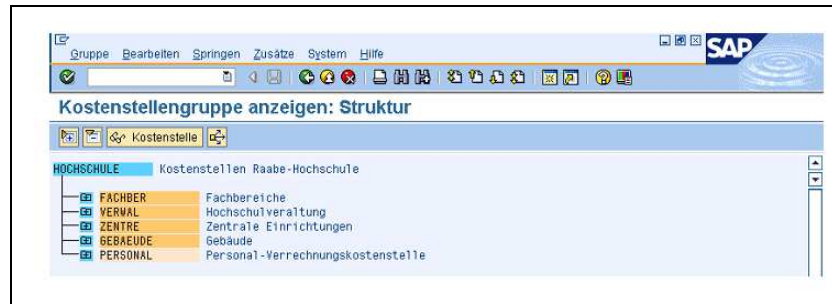 Gruppe Bearbeiten Springen Zusätze System Hilfe
SAP
Kostenstellengruppe anzeigen: Struktur
Kostenstelle
HOCHSCHULE Kostenstellen Raabe-Hochschule
FACHBER Fachbereiche
VERWAL Hochschulveraltung
ZENTRE Zentrale Einrichtungen
GEBAEUDE Gebäude
PERSONAL Personal-Verrechnungskostenstelle